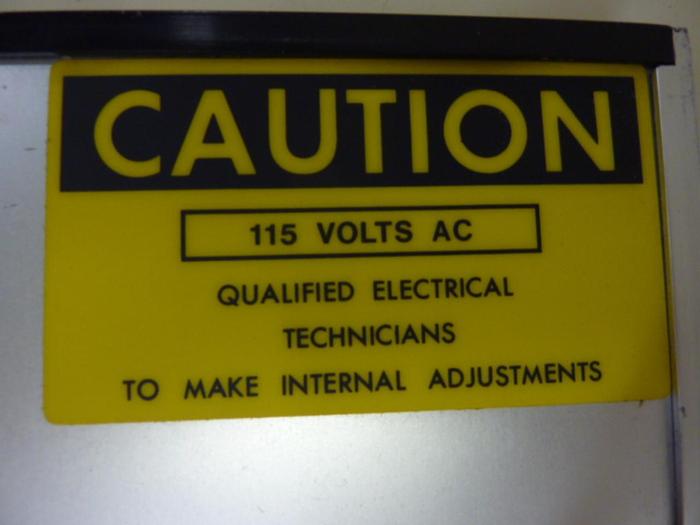 CAUTION
115 VOLTS AC
QUALIFIED ELECTRICAL
TECHNICIANS
TO MAKE INTERNAL ADJUSTMENTS